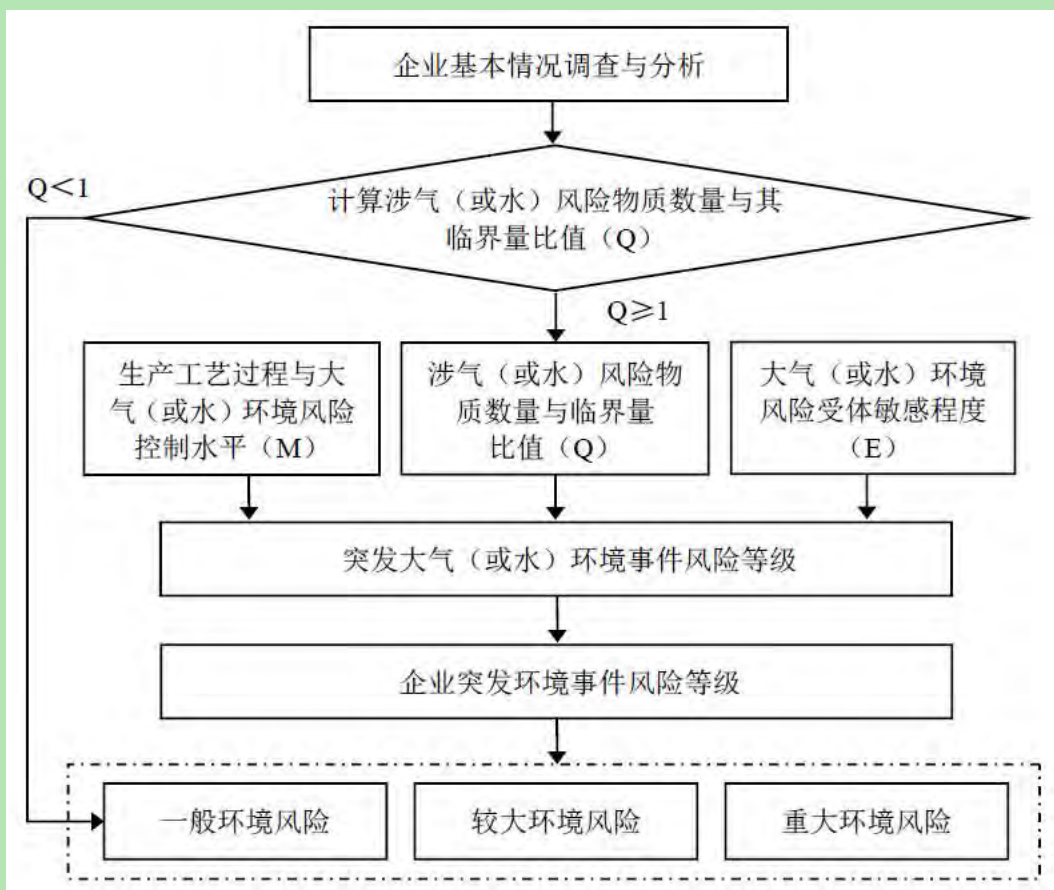 企业基本情况调查与分析
Q＜1
计算涉气（或水）风险物质数量与其
临界量比值（Q）
Q≥1
生产工艺过程与大
气（或水）环境风险
控制水平（M）
涉气（或水）风险物
质数量与临界量
比值（Q）
大气（或水）环境
风险受体敏感程度
（E）
突发大气（或水）环境事件风险等级
企业突发环境事件风险等级
一般环境风险
较大环境风险
重大环境风险